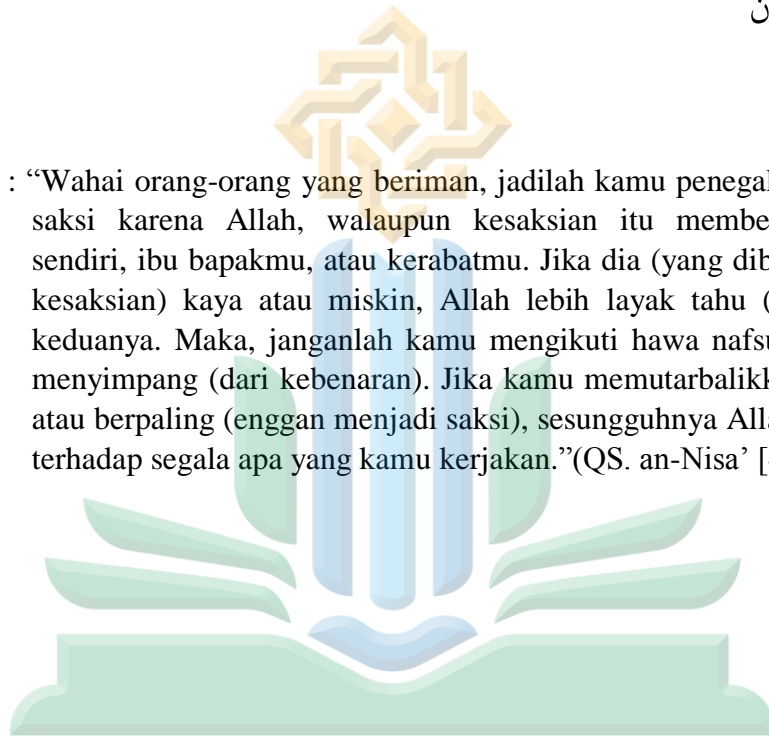 ن
: “Wahai orang-orang yang beriman, jadilah kamu penegak
saksi karena Allah, walaupun kesaksian itu membe
sendiri, ibu bapakmu, atau kerabatmu. Jika dia (yang dib
kesaksian) kaya atau miskin, Allah lebih layak tahu (
keduanya. Maka, janganlah kamu mengikuti hawa nafsu
menyimpang (dari kebenaran). Jika kamu memutarbalikk
atau berpaling (enggan menjadi saksi), sesungguhnya Alla
terhadap segala apa yang kamu kerjakan.”(QS. an-Nisa’ [